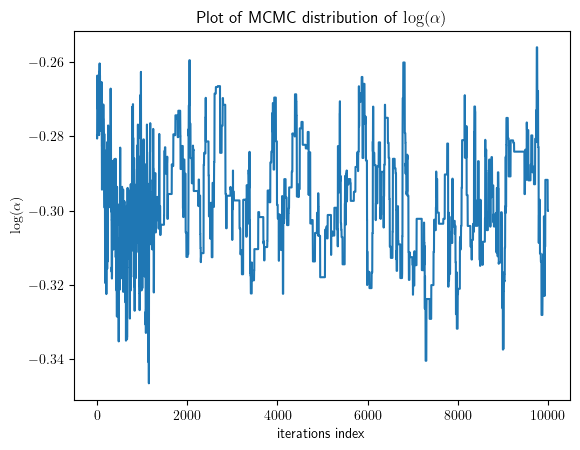 Plot of MCMC distribution of log(α)
−0.26
−0.28
−0.30
−0.32
−0.34
log(α)
0 2000 4000 6000 8000 10000
iterations index